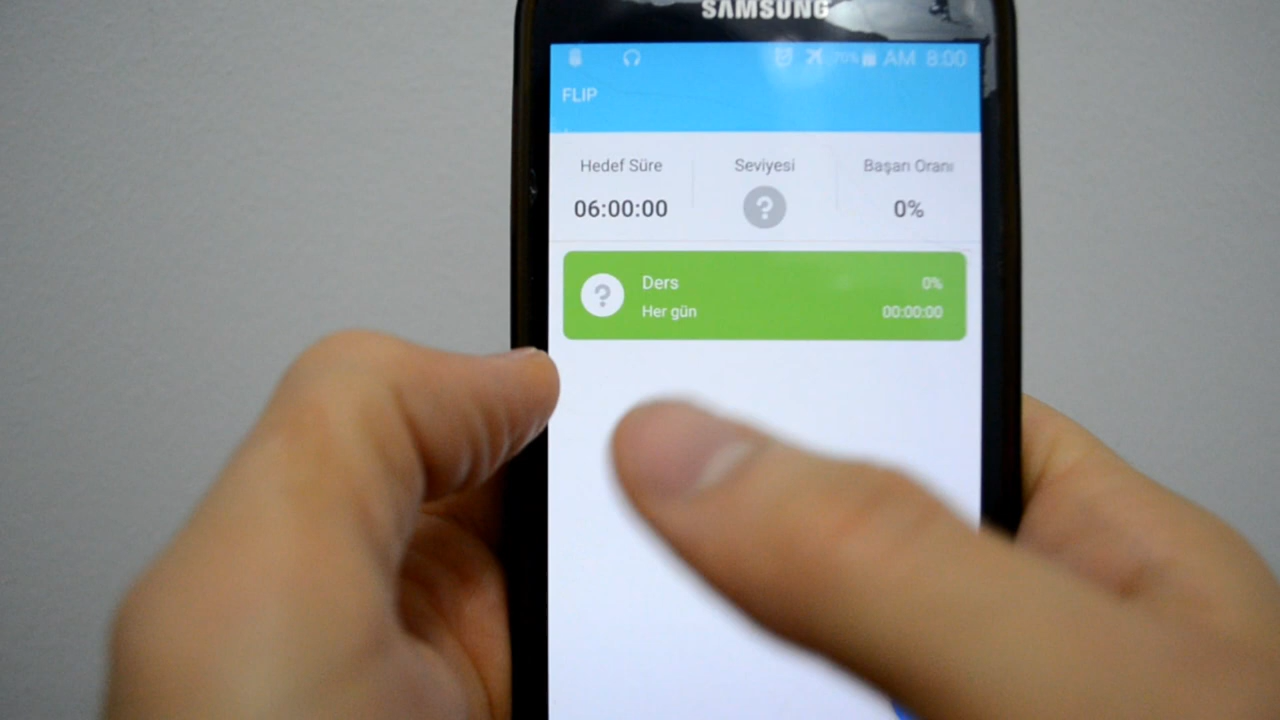 SAMSUNG
70% AM 8:00
FLIP
Hedef Süre
Seviyesi
Başarı Oranı
06:00:00
?
0%
?
Ders
0%
Her gün
00:00:00